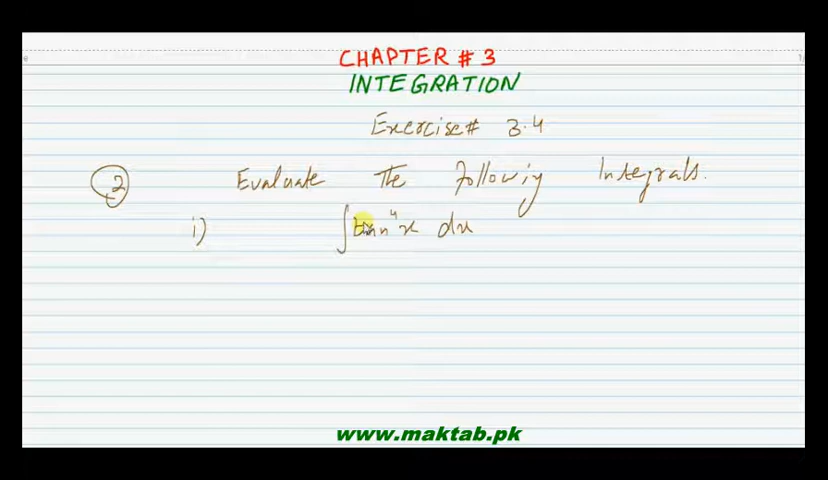 CHAPTER # 3
INTEGRATION
Exercise# 3.4
2 Evaluate The Following Integrals.
i) ∫tan⁴x dx
www.maktab.pk